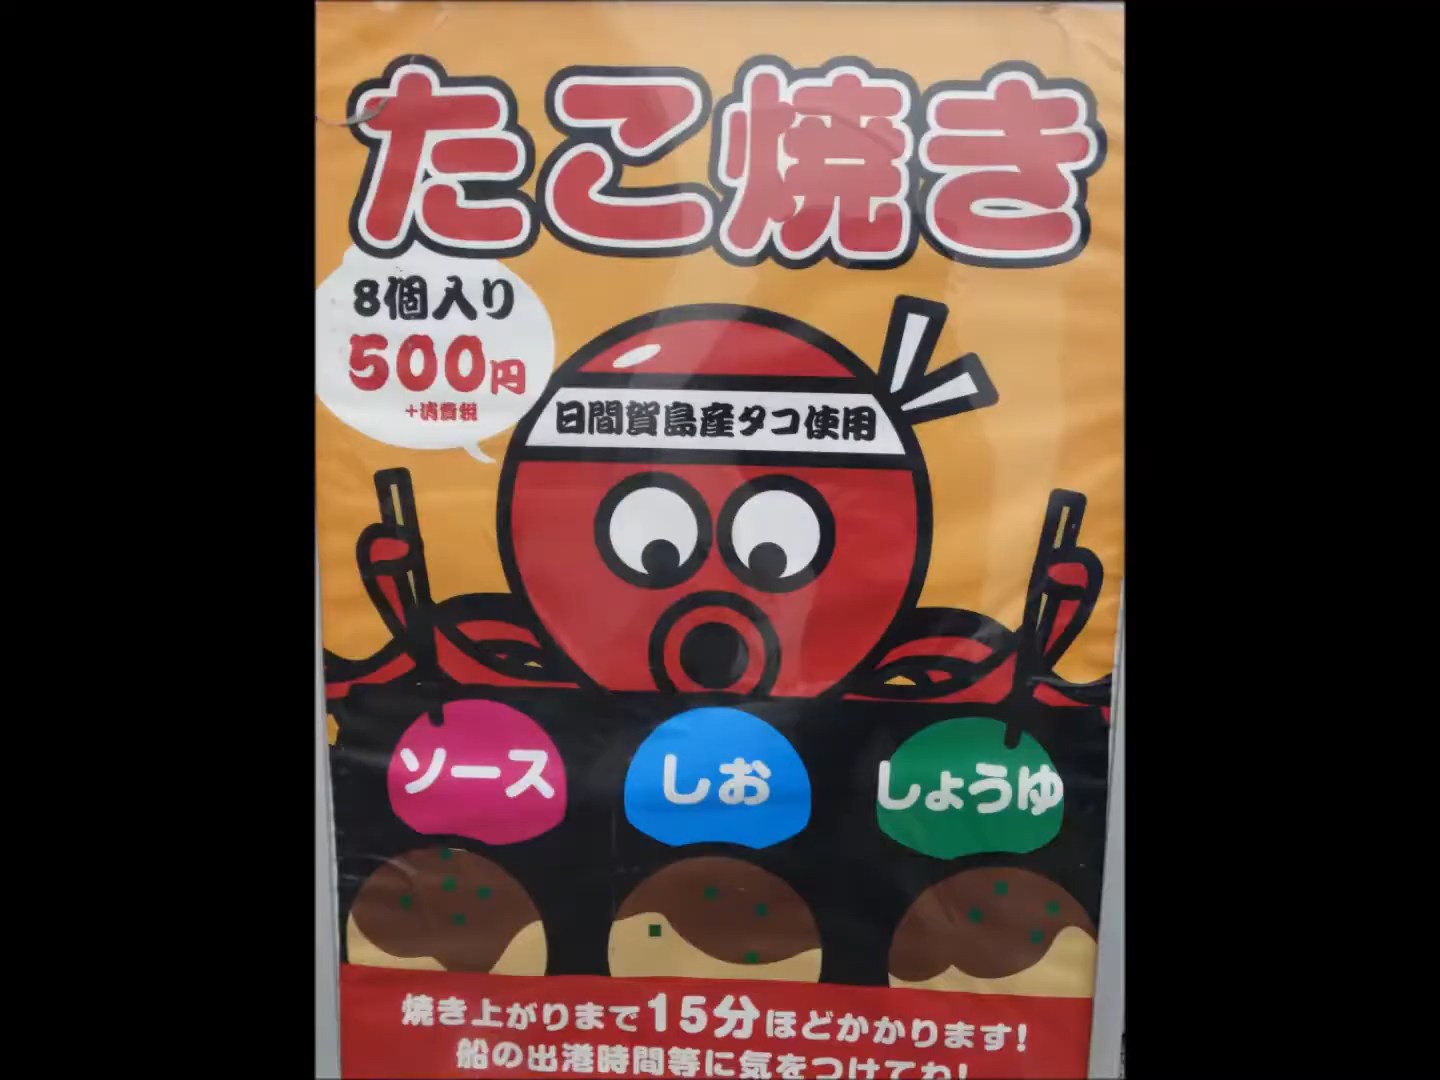 たこ焼き
8個入り
500円
+消費税
日間賀島産タコ使用
ソース
しお
しょうゆ
焼き上がりまで15分ほどかかります!
船の出港時間等に気をつけてね!